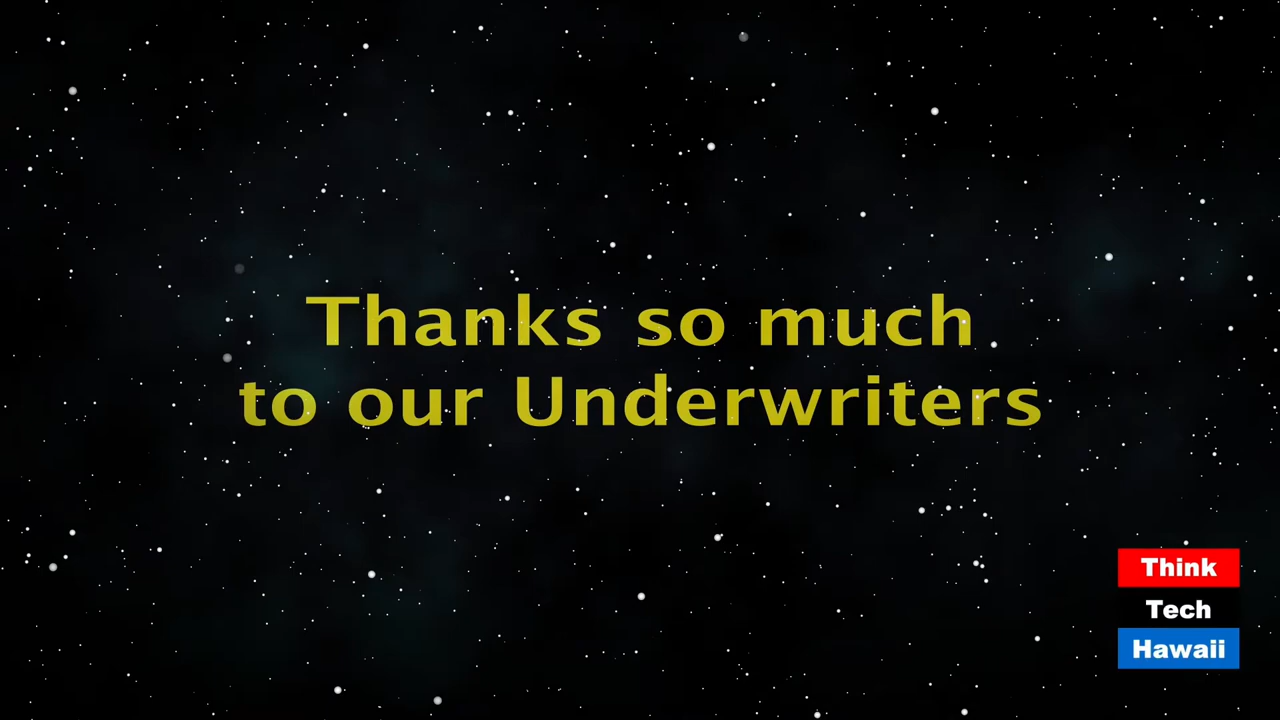 Thanks so much
to our Underwriters
Think
Tech
Hawaii